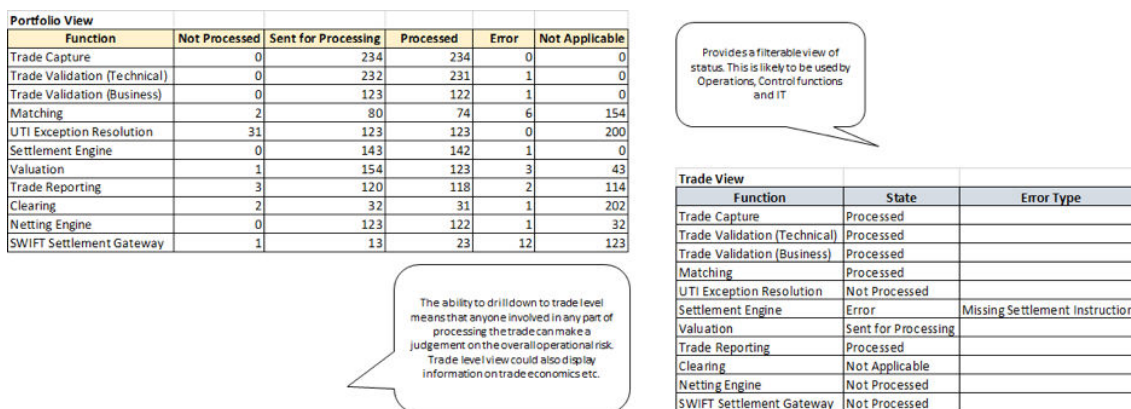 Portfolio View
Function Not Processed Sent for Processing Processed Error Not Applicable
Trade Capture 0 234 234 0 0
Trade Validation (Technical) 0 232 231 1 0
Trade Validation (Business) 0 123 122 1 0
Matching 2 80 74 6 154
UTI Exception Resolution 31 123 123 0 200
Settlement Engine 0 143 142 1 0
Valuation 1 154 123 3 43
Trade Reporting 3 120 118 2 114
Clearing 2 32 31 1 202
Netting Engine 0 123 122 1 32
SWIFT Settlement Gateway 1 13 23 12 123
Provides a filterable view of
status. This is likely to be used by
Operations, Control functions
and IT
The ability to drill down to trade level
means that anyone involved in any part of
processing the trade can make a
judgement on the overall operational risk.
Trade level view could also display
information on trade economics etc.
Trade View
Function State Error Type
Trade Capture Processed
Trade Validation (Technical) Processed
Trade Validation (Business) Processed
Matching Processed
UTI Exception Resolution Not Processed
Settlement Engine Error Missing Settlement Instruction
Valuation Sent for Processing
Trade Reporting Processed
Clearing Not Applicable
Netting Engine Not Processed
SWIFT Settlement Gateway Not Processed